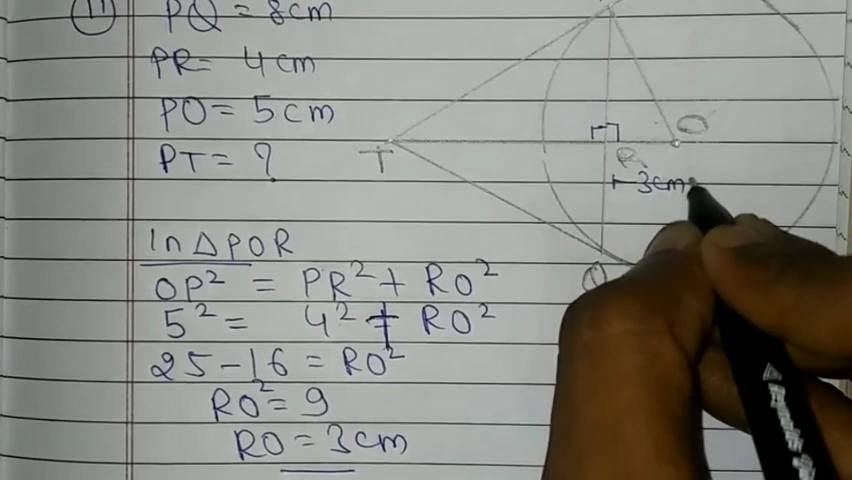 11 PQ = 8cm
PR = 4cm
PO = 5cm
PT = ?
T
O
R
3cm
Q
In △POR
OP² = PR² + RO²
5² = 4² + RO²
25 - 16 = RO²
RO² = 9
RO = 3cm